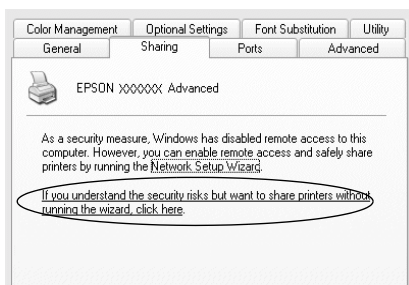 Color Management Optional Settings Font Substitution Utility
General Sharing Ports Advanced
EPSON XXXXXX Advanced
As a security measure, Windows has disabled remote access to this
computer. However, you can enable remote access and safely share
printers by running the Network Setup Wizard.
If you understand the security risks but want to share printers without
running the wizard, click here.